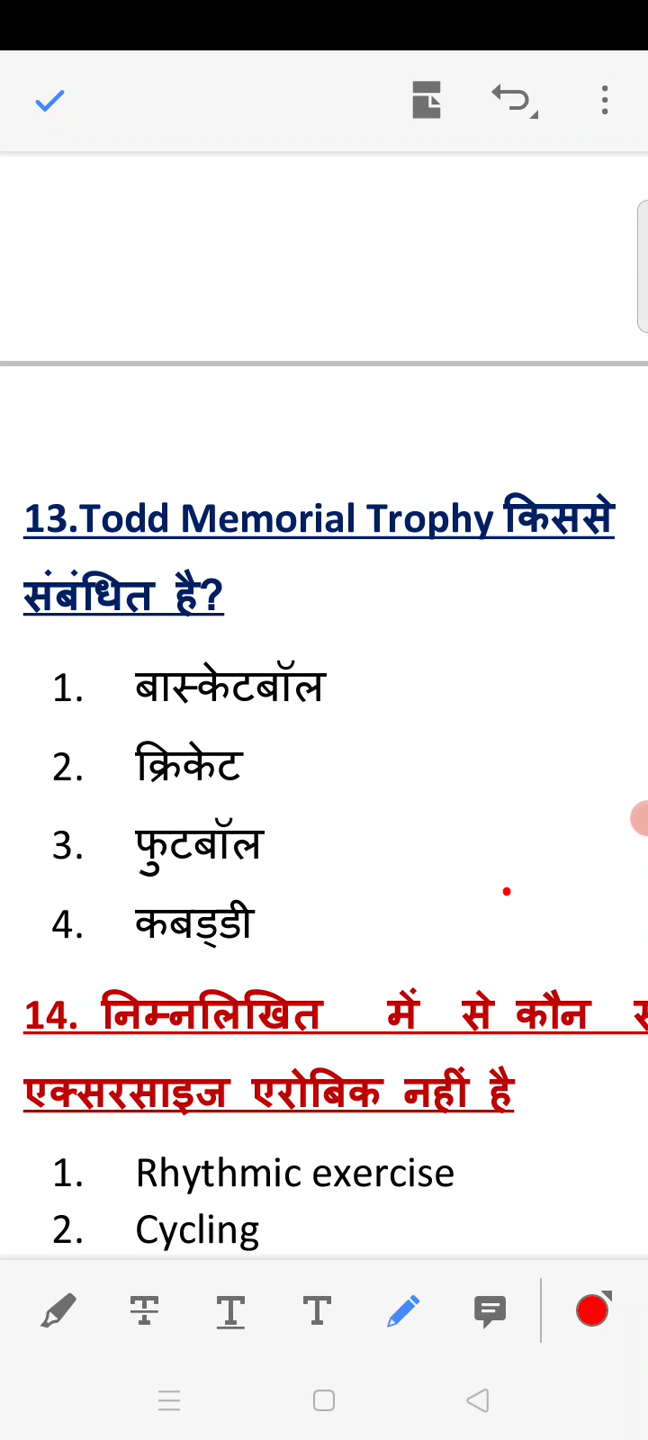 13.Todd Memorial Trophy किससे
संबंधित है?
1. बास्केटबॉल
2. क्रिकेट
3. फुटबॉल
4. कबड्डी
14. निम्नलिखित में से कौन
एक्सरसाइज एरोबिक नहीं है
1. Rhythmic exercise
2. Cycling